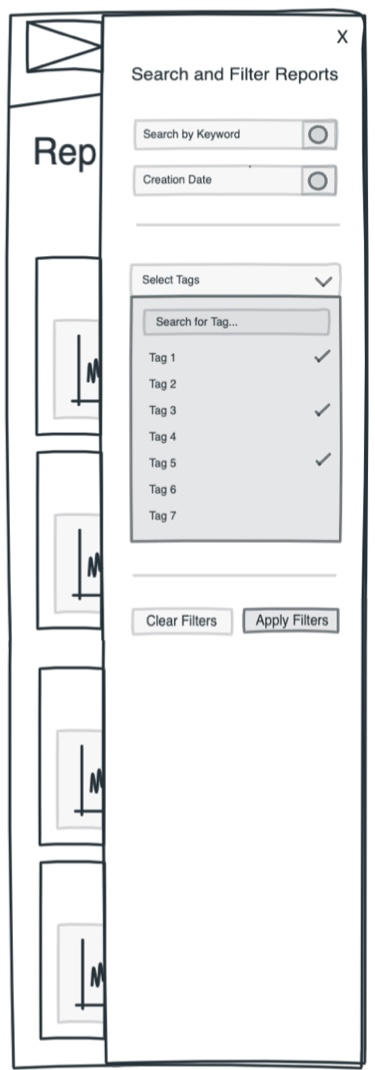 X
Search and Filter Reports
Rep
Search by Keyword
Creation Date
Select Tags
Search for Tag...
Tag 1
Tag 2
Tag 3
Tag 4
Tag 5
Tag 6
Tag 7
Clear Filters Apply Filters